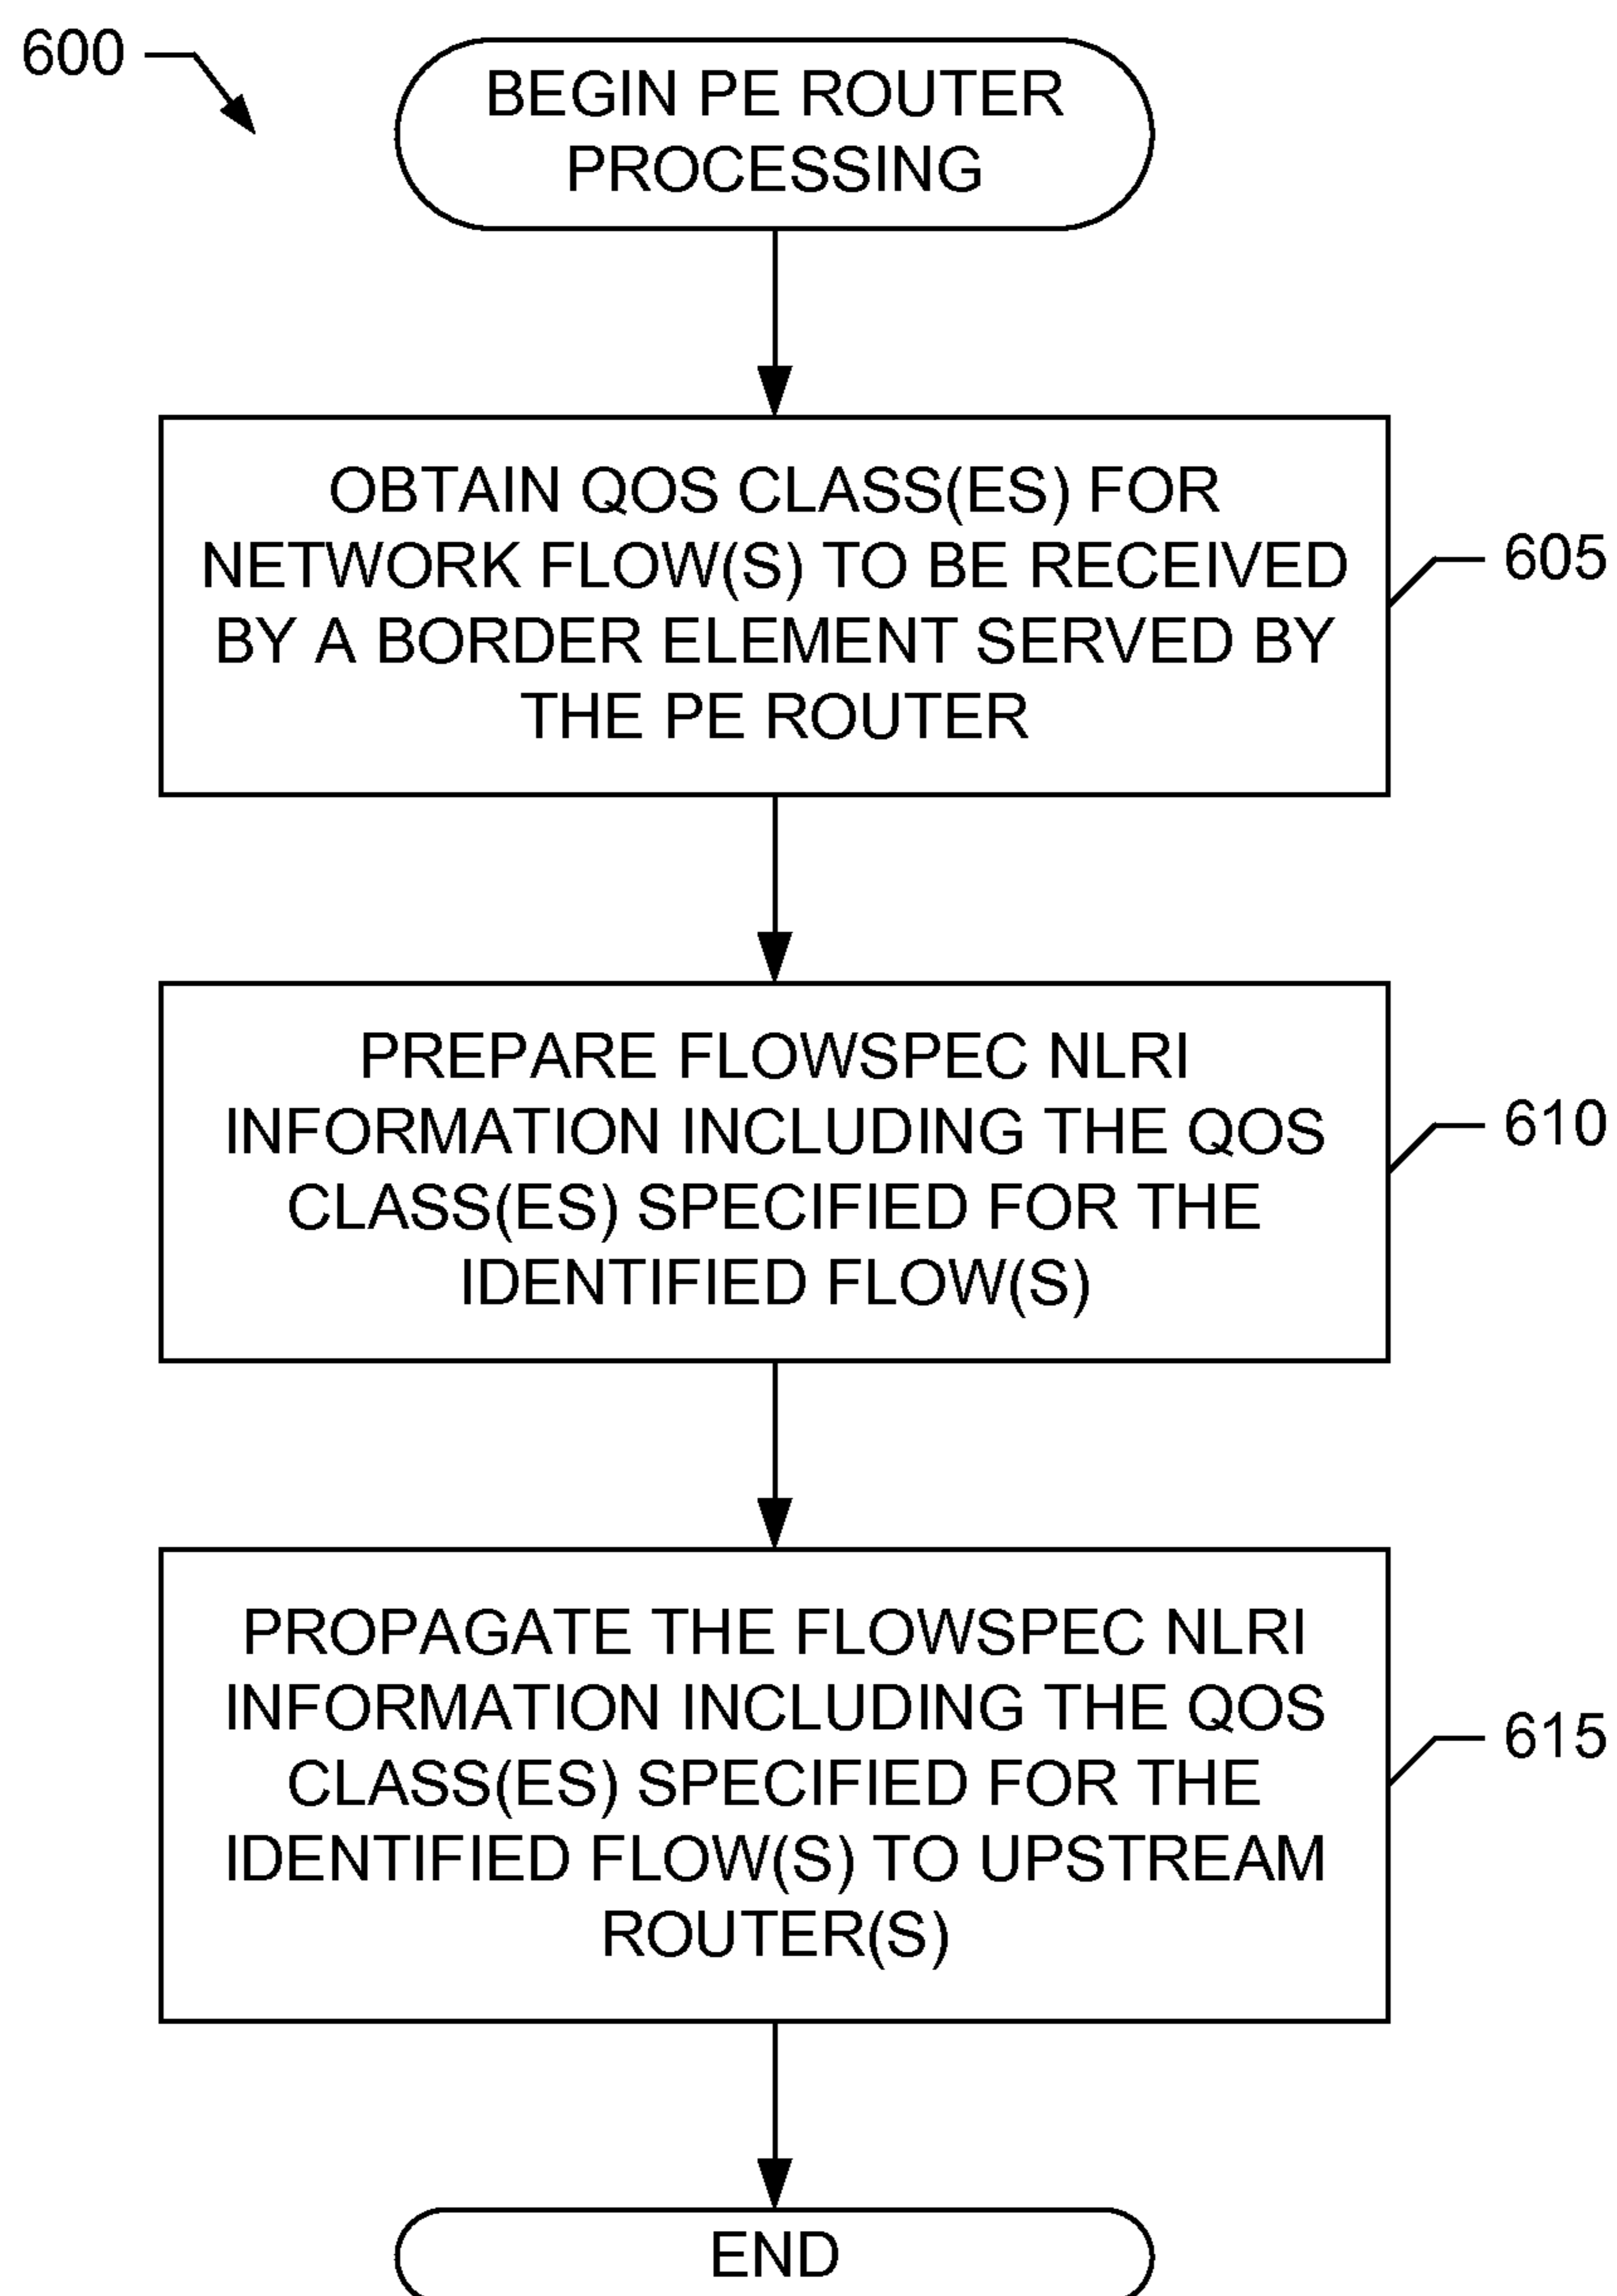 600
BEGIN PE ROUTER
PROCESSING
OBTAIN QOS CLASS(ES) FOR
NETWORK FLOW(S) TO BE RECEIVED
BY A BORDER ELEMENT SERVED BY
THE PE ROUTER
605
PREPARE FLOWSPEC NLRI
INFORMATION INCLUDING THE QOS
CLASS(ES) SPECIFIED FOR THE
IDENTIFIED FLOW(S)
610
PROPAGATE THE FLOWSPEC NLRI
INFORMATION INCLUDING THE QOS
CLASS(ES) SPECIFIED FOR THE
IDENTIFIED FLOW(S) TO UPSTREAM
ROUTER(S)
615
END